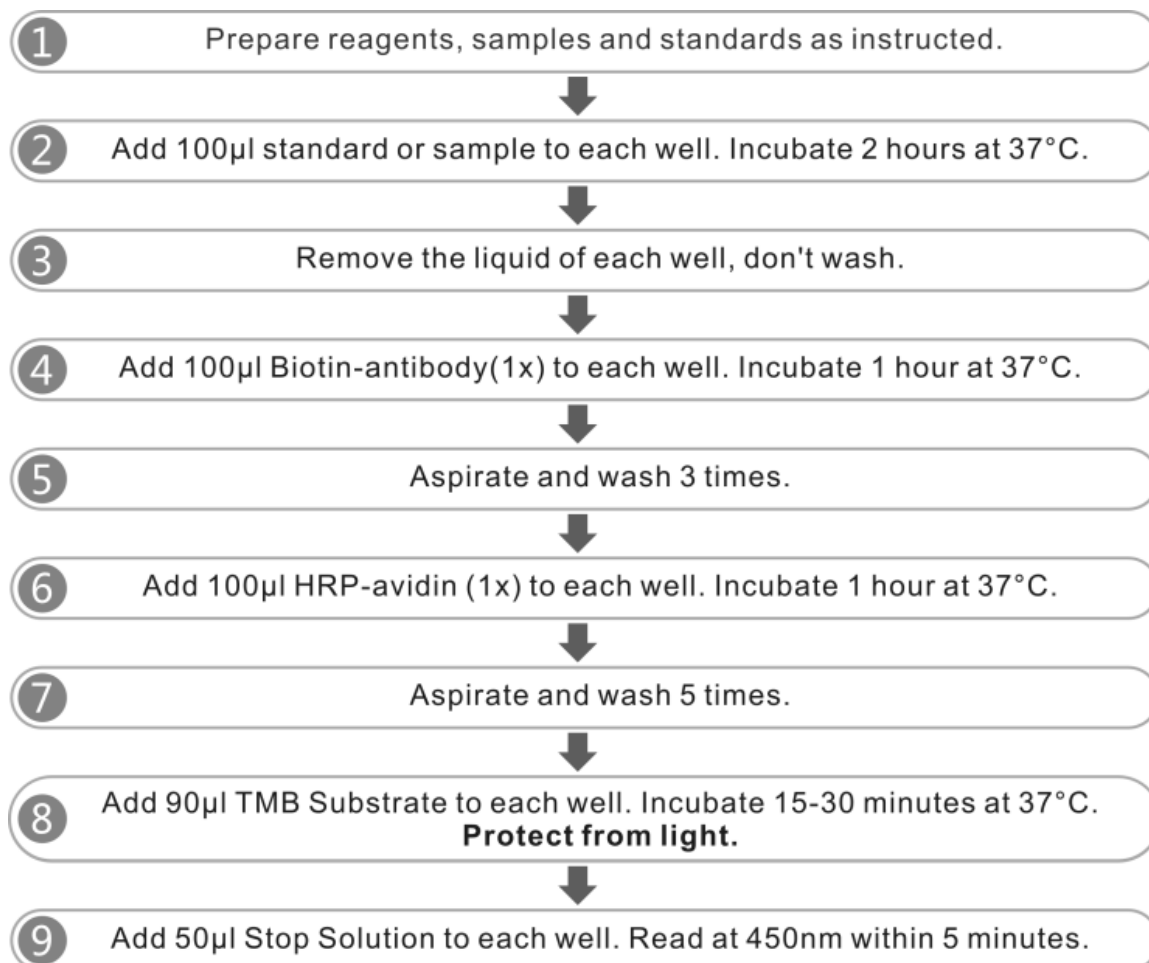 1 Prepare reagents, samples and standards as instructed.
2 Add 100µl standard or sample to each well. Incubate 2 hours at 37°C.
3 Remove the liquid of each well, don't wash.
4 Add 100µl Biotin-antibody(1x) to each well. Incubate 1 hour at 37°C.
5 Aspirate and wash 3 times.
6 Add 100µl HRP-avidin (1x) to each well. Incubate 1 hour at 37°C.
7 Aspirate and wash 5 times.
8 Add 90µl TMB Substrate to each well. Incubate 15-30 minutes at 37°C.
Protect from light.
9 Add 50µl Stop Solution to each well. Read at 450nm within 5 minutes.